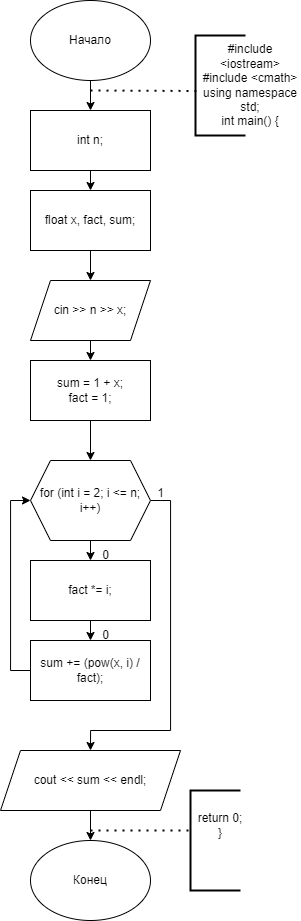 Начало
#include
<iostream>
#include <cmath>
using namespace
std;
int main() {
int n;
float x, fact, sum;
cin >> n >> x;
sum = 1 + x;
fact = 1;
for (int i = 2; i <= n;
i++)
1
0
fact *= i;
0
sum += (pow(x, i) /
fact);
cout << sum << endl;
return 0;
}
Конец